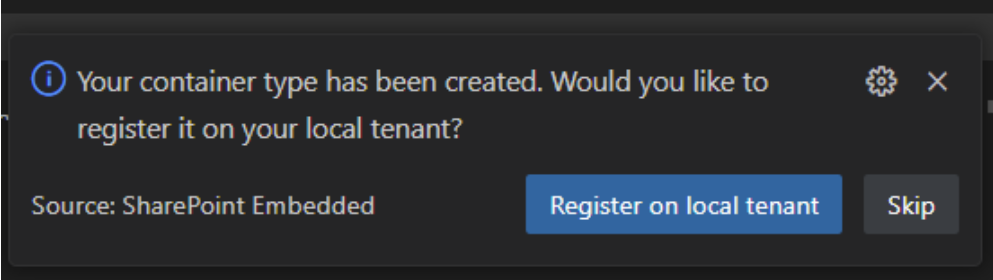 Your container type has been created. Would you like to
register it on your local tenant?
Source: SharePoint Embedded
Register on local tenant
Skip